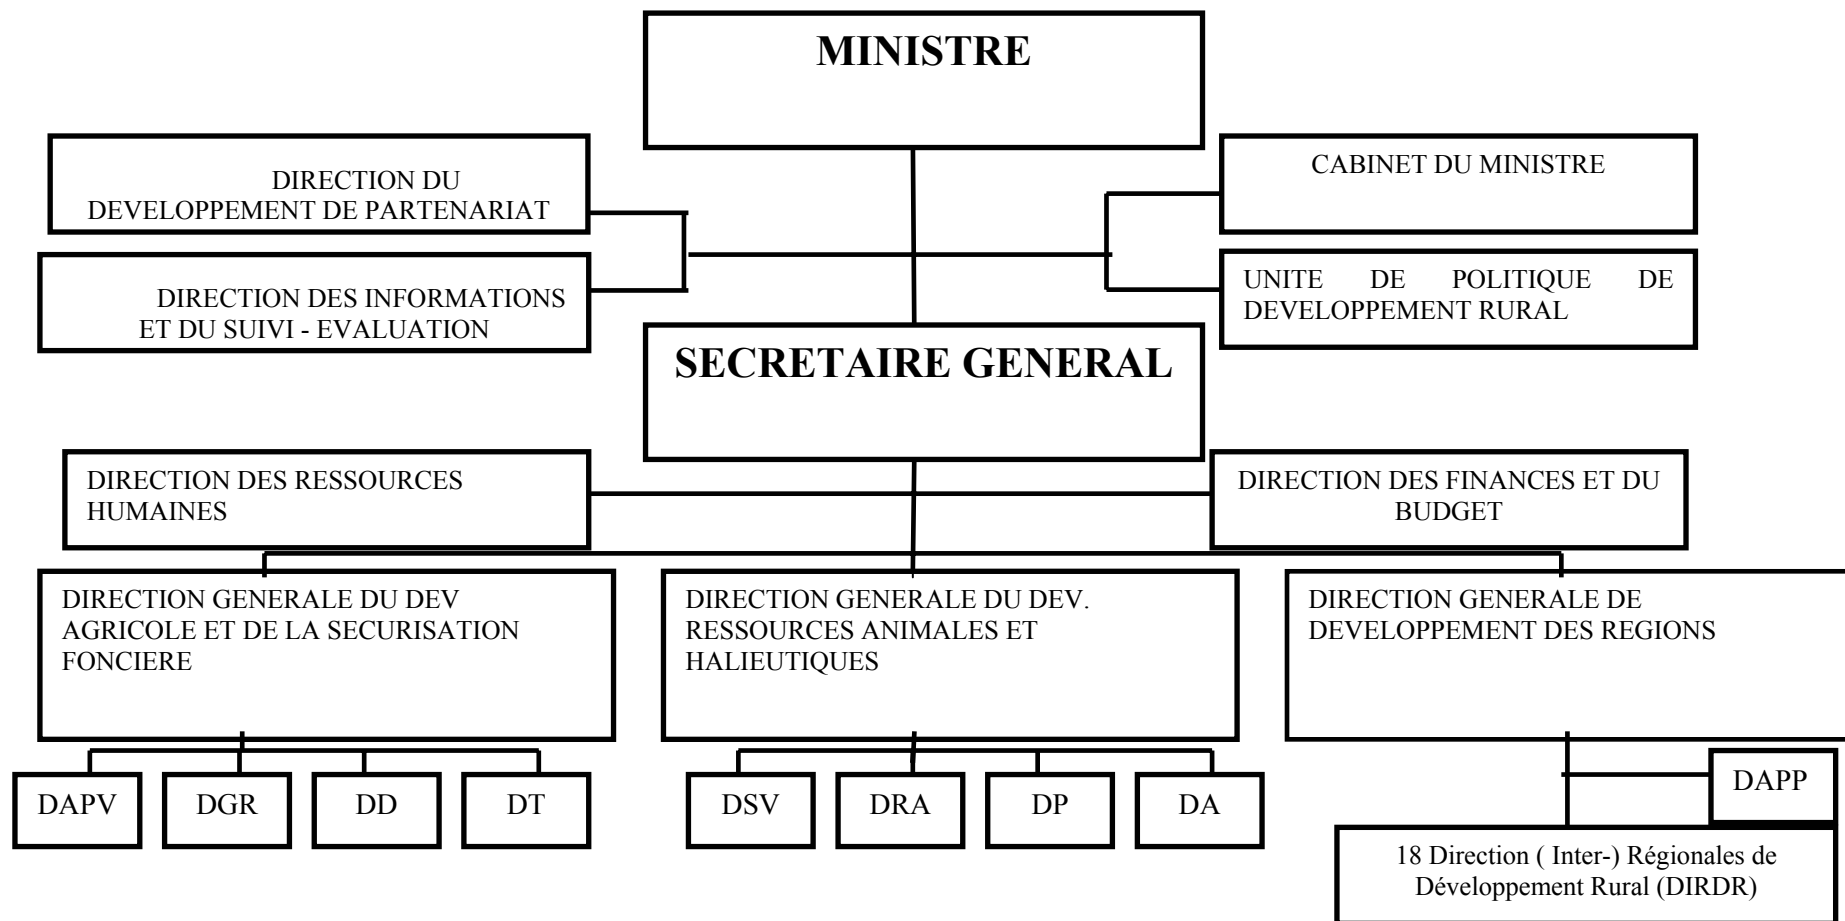 MINISTRE
DIRECTION DU
DEVELOPPEMENT DE PARTENARIAT
CABINET DU MINISTRE
DIRECTION DES INFORMATIONS
ET DU SUIVI - EVALUATION
UNITE DE POLITIQUE DE
DEVELOPPEMENT RURAL
SECRETAIRE GENERAL
DIRECTION DES RESSOURCES
HUMAINES
DIRECTION DES FINANCES ET DU
BUDGET
DIRECTION GENERALE DU DEV
AGRICOLE ET DE LA SECURISATION
FONCIERE
DIRECTION GENERALE DU DEV.
RESSOURCES ANIMALES ET
HALIEUTIQUES
DIRECTION GENERALE DE
DEVELOPPEMENT DES REGIONS
DAPV
DGR
DD
DT
DSV
DRA
DP
DA
DAPP
18 Direction ( Inter-) Régionales de
Développement Rural (DIRDR)